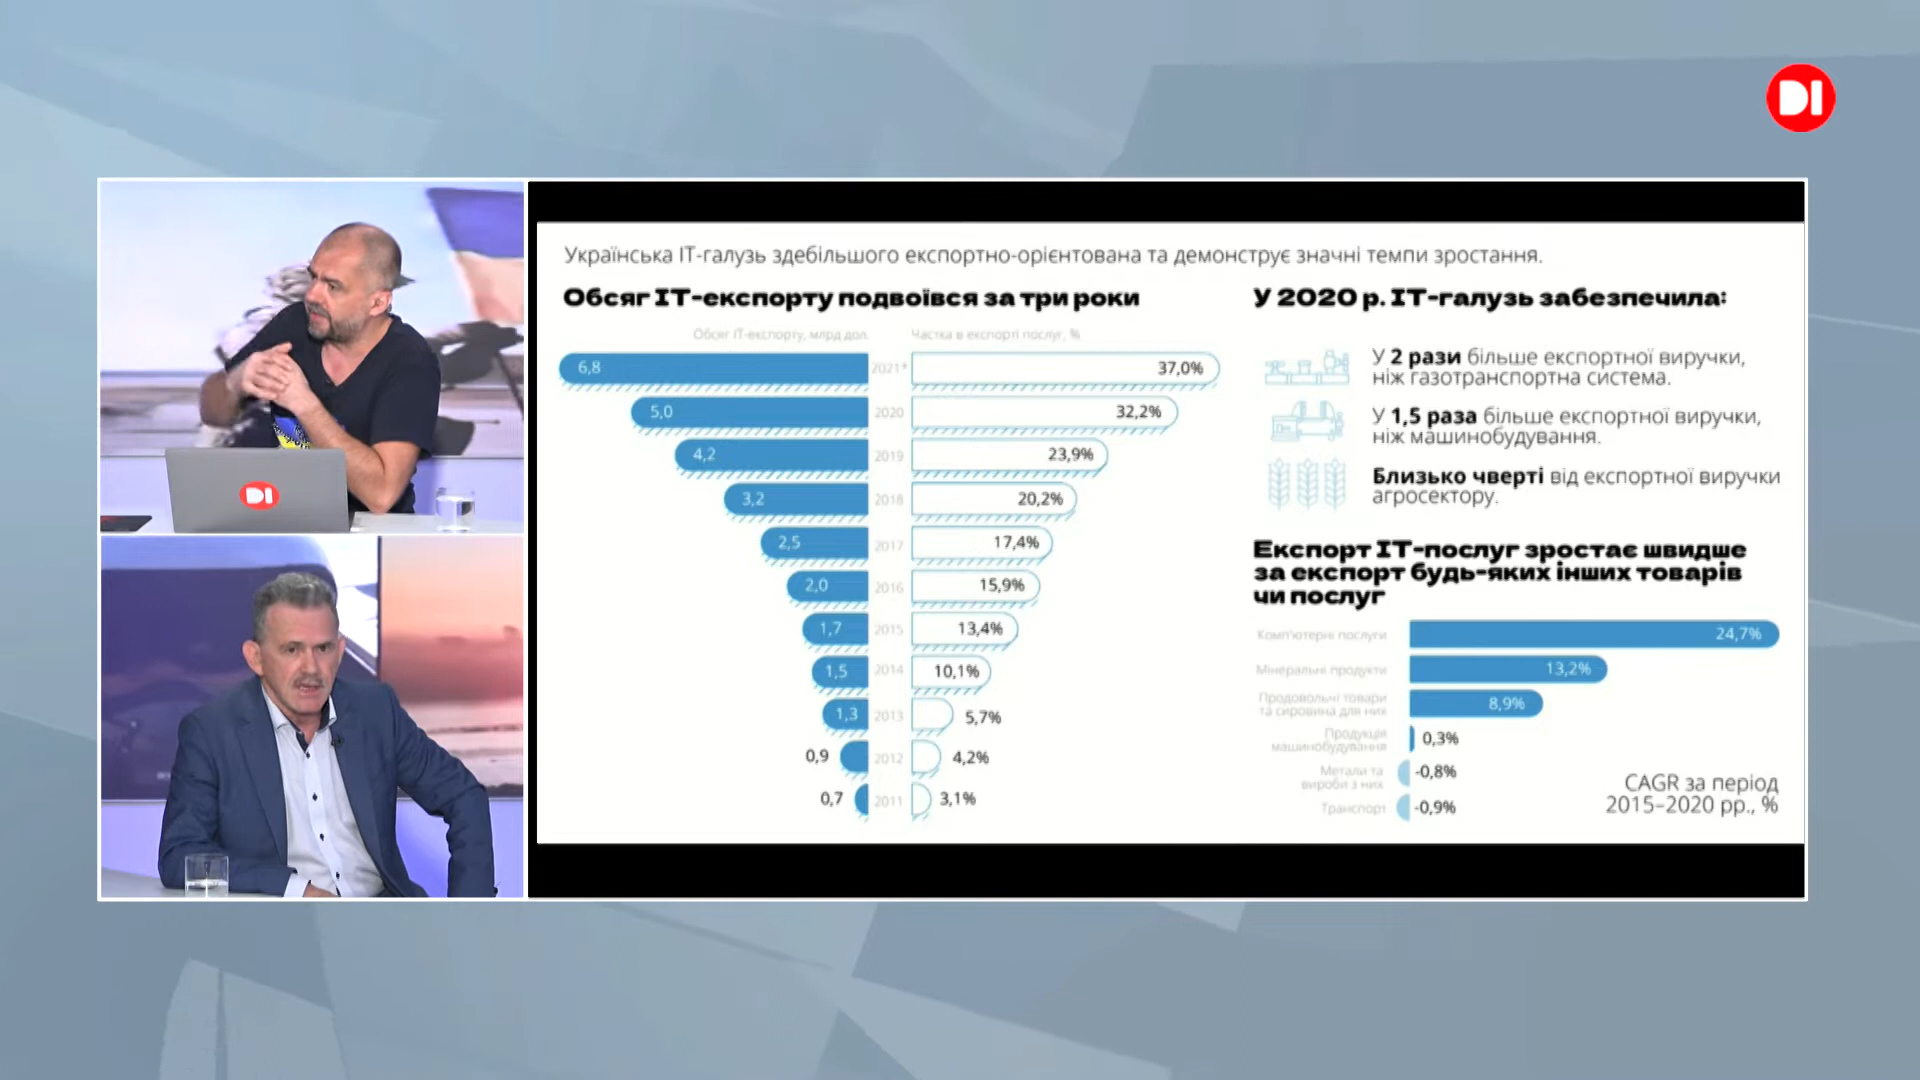 DI
DI
Українська ІТ-галузь здебільшого експортно-орієнтована та демонструє значні темпи зростання.
Обсяг ІТ-експорту подвоївся за три роки
Обсяг ІТ-експорту, млрд дол.
Частка в експорті послуг, %
6,8 2021* 37,0%
5,0 2020 32,2%
4,2 2019 23,9%
3,2 2018 20,2%
2,5 2017 17,4%
2,0 2016 15,9%
1,7 2015 13,4%
1,5 2014 10,1%
1,3 2013 5,7%
0,9 2012 4,2%
0,7 2011 3,1%
У 2020 р. ІТ-галузь забезпечила:
У 2 рази більше експортної виручки,
ніж газотранспортна система.
У 1,5 раза більше експортної виручки,
ніж машинобудування.
Близько чверті від експортної виручки
агросектору.
Експорт ІТ-послуг зростає швидше
за експорт будь-яких інших товарів
чи послуг
Комп'ютерні послуги 24,7%
Мінеральні продукти 13,2%
Продовольчі товари
та сировина для них 8,9%
Продукція
машинобудування 0,3%
Метали та
вироби з них -0,8%
Транспорт -0,9%
CAGR за період
2015–2020 рр., %